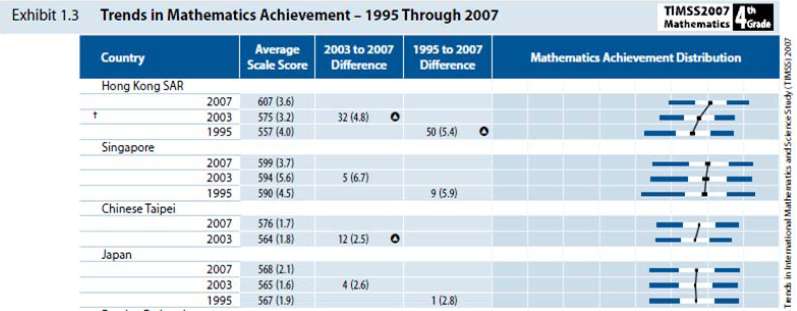 Exhibit 1.3 Trends in Mathematics Achievement – 1995 Through 2007
TIMSS2007 4th
Mathematics Grade
Country Average Scale Score 2003 to 2007 Difference 1995 to 2007 Difference Mathematics Achievement Distribution
Hong Kong SAR
2007 607 (3.6)
† 2003 575 (3.2) 32 (4.8)
1995 557 (4.0) 50 (5.4)
Singapore
2007 599 (3.7)
2003 594 (5.6) 5 (6.7)
1995 590 (4.5) 9 (5.9)
Chinese Taipei
2007 576 (1.7)
2003 564 (1.8) 12 (2.5)
Japan
2007 568 (2.1)
2003 565 (1.6) 4 (2.6)
1995 567 (1.9) 1 (2.8)
Trends in International Mathematics and Science Study (TIMSS) 2007